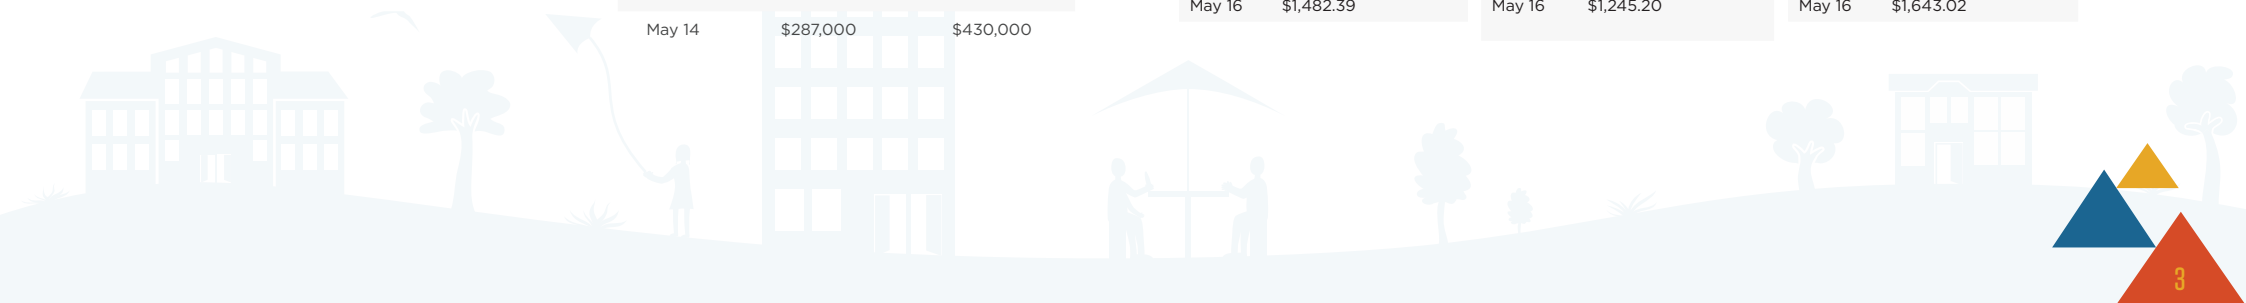 May 16 $1,482.39
May 16 $1,245.20
May 16 $1,643.02
May 14 $287,000 $430,000
3